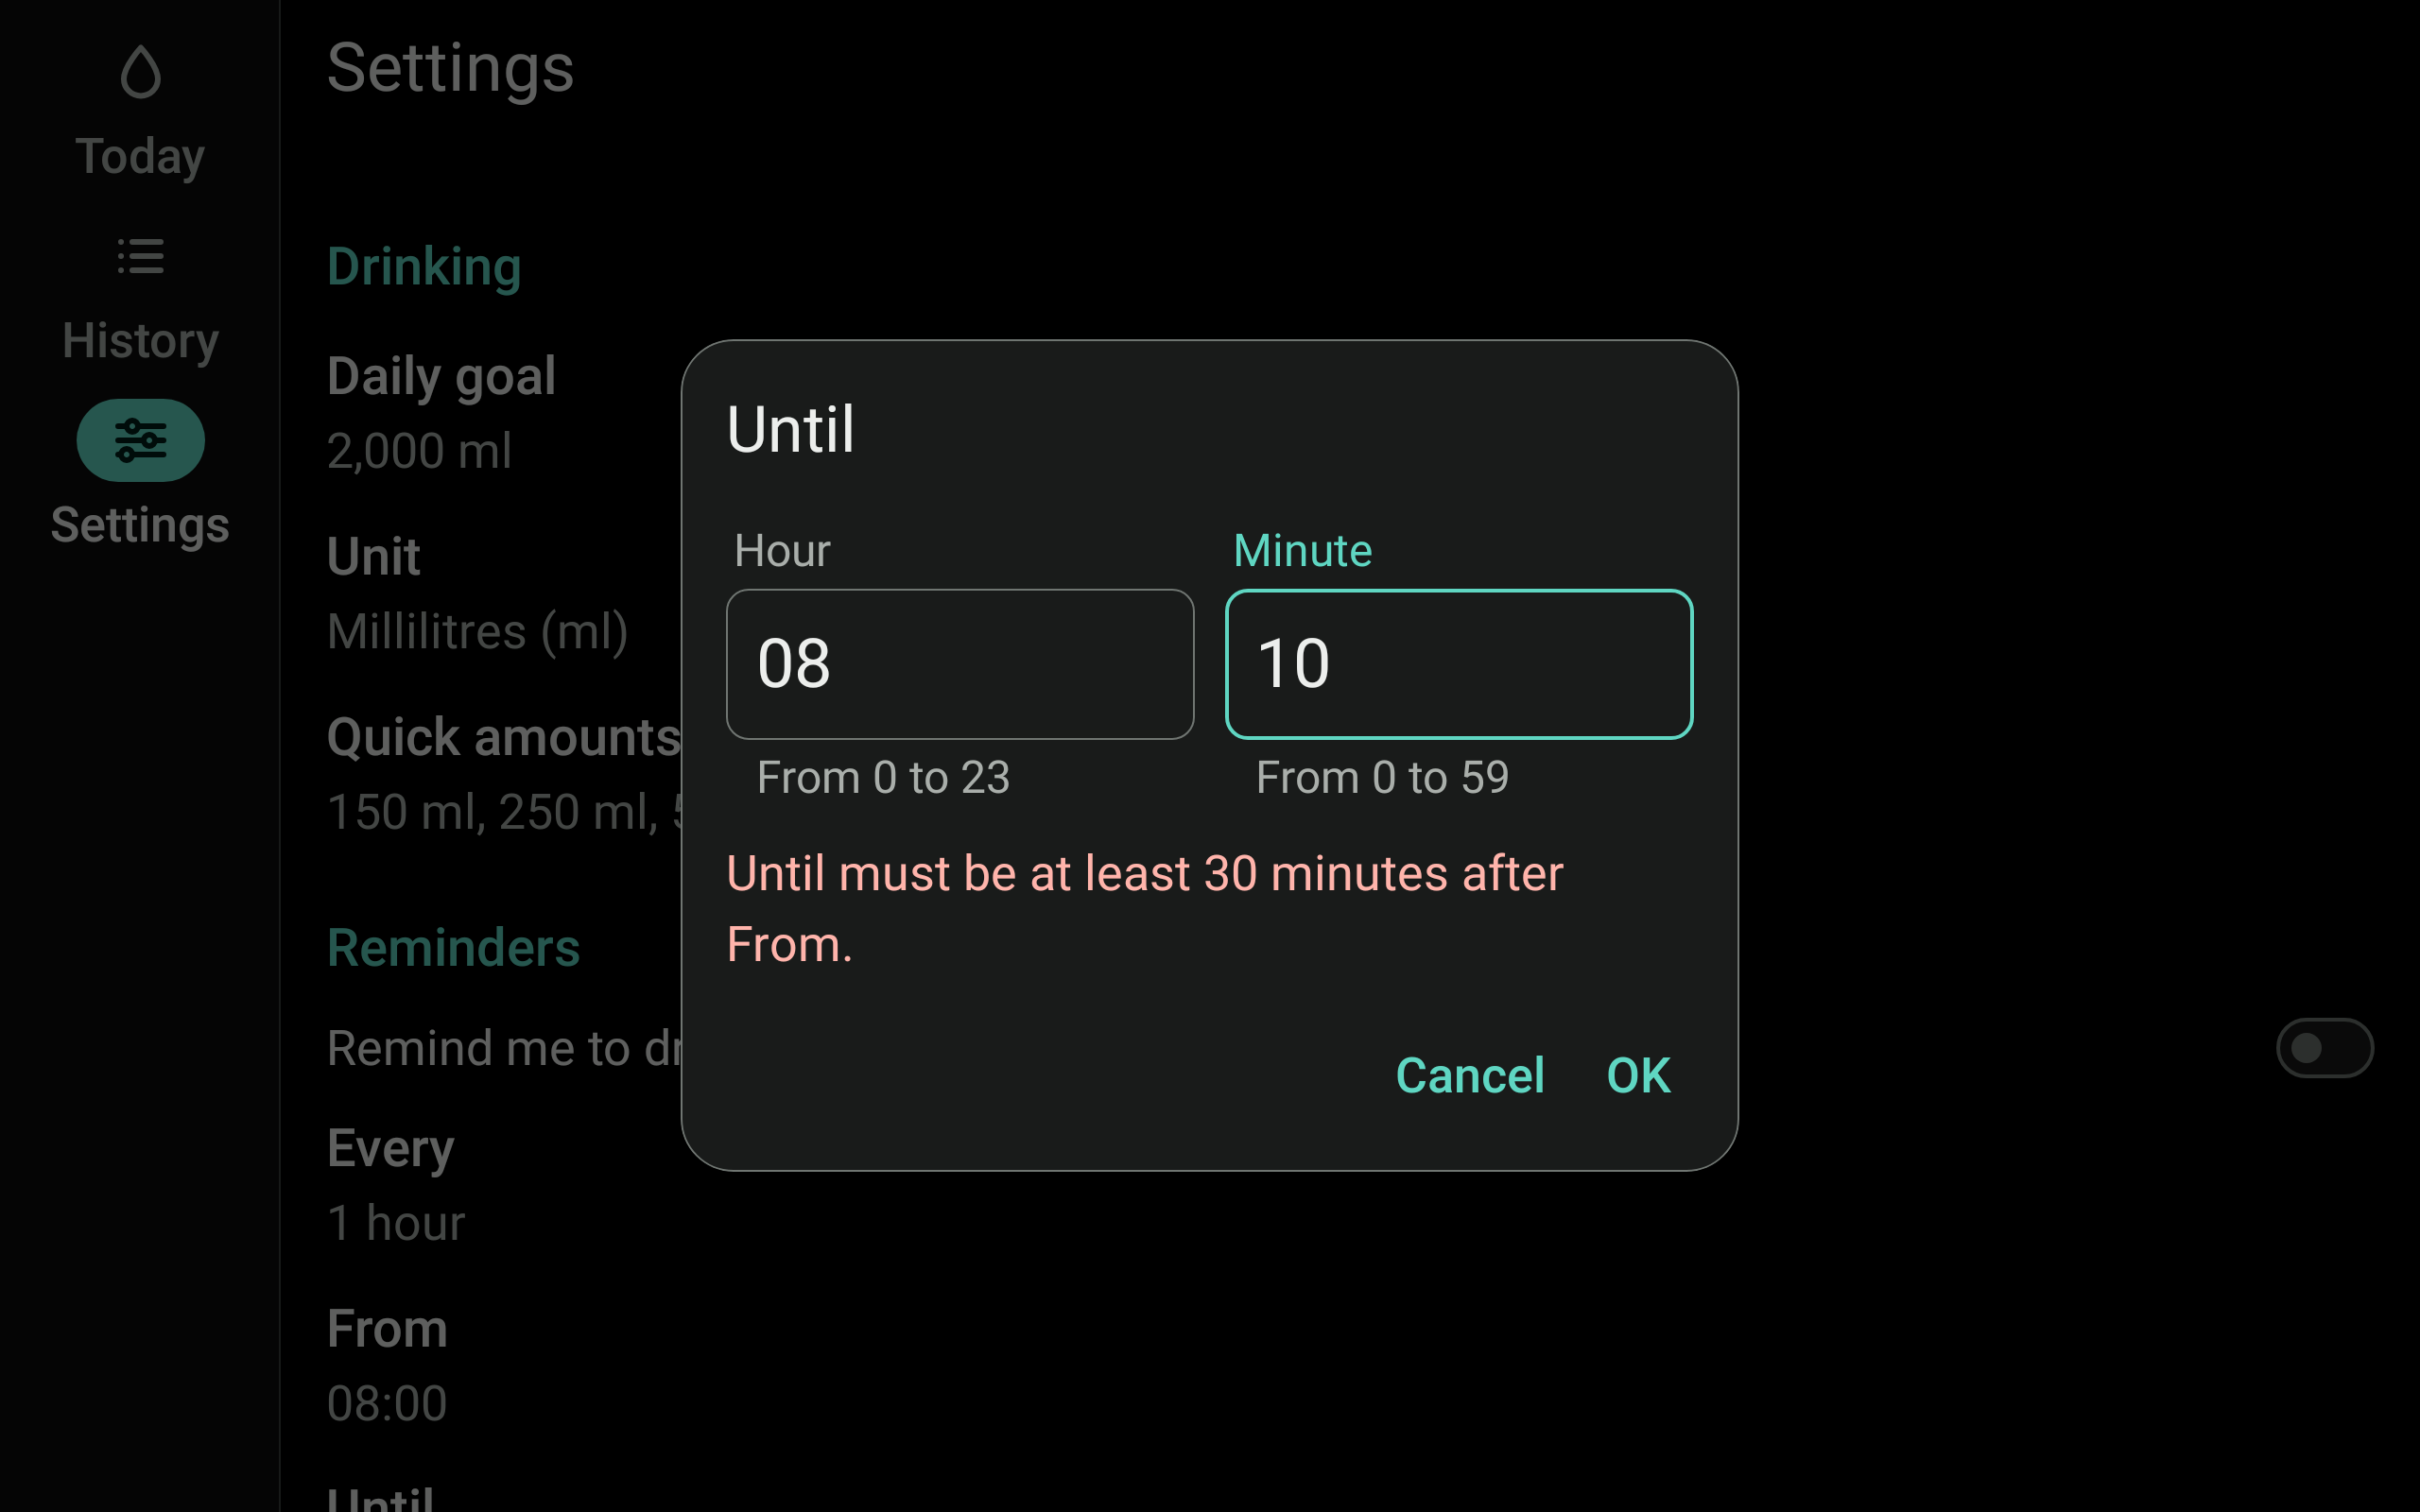 Settings
Today
History
Settings
Drinking
Daily goal
2,000 ml
Unit
Millilitres (ml)
Quick amounts
150 ml, 250 ml,
Reminders
Remind me to
Every
1 hour
From
08:00
Until
Until
Hour
Minute
08
10
From 0 to 23
From 0 to 59
Until must be at least 30 minutes after
From.
Cancel
OK